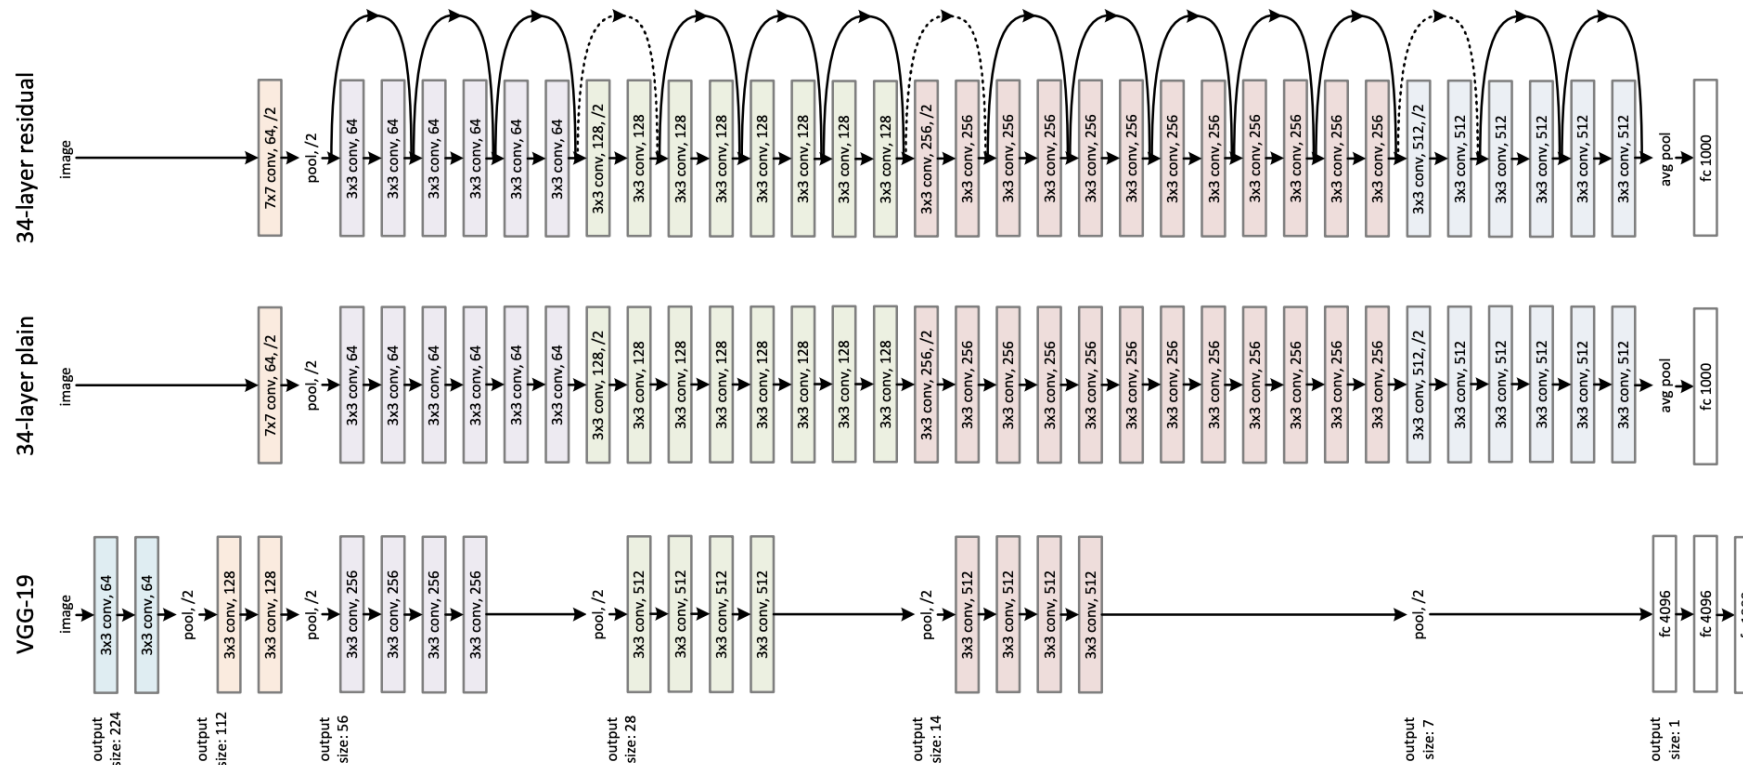 34-layer residual
image
7x7 conv, 64, /2
pool, /2
3x3 conv, 64
3x3 conv, 64
3x3 conv, 64
3x3 conv, 64
3x3 conv, 64
3x3 conv, 64
3x3 conv, 128, /2
3x3 conv, 128
3x3 conv, 128
3x3 conv, 128
3x3 conv, 128
3x3 conv, 128
3x3 conv, 128
3x3 conv, 128
3x3 conv, 256, /2
3x3 conv, 256
3x3 conv, 256
3x3 conv, 256
3x3 conv, 256
3x3 conv, 256
3x3 conv, 256
3x3 conv, 256
3x3 conv, 256
3x3 conv, 256
3x3 conv, 256
3x3 conv, 256
3x3 conv, 512, /2
3x3 conv, 512
3x3 conv, 512
3x3 conv, 512
3x3 conv, 512
3x3 conv, 512
avg pool
fc 1000
34-layer plain
image
7x7 conv, 64, /2
pool, /2
3x3 conv, 64
3x3 conv, 64
3x3 conv, 64
3x3 conv, 64
3x3 conv, 64
3x3 conv, 64
3x3 conv, 128, /2
3x3 conv, 128
3x3 conv, 128
3x3 conv, 128
3x3 conv, 128
3x3 conv, 128
3x3 conv, 128
3x3 conv, 128
3x3 conv, 256, /2
3x3 conv, 256
3x3 conv, 256
3x3 conv, 256
3x3 conv, 256
3x3 conv, 256
3x3 conv, 256
3x3 conv, 256
3x3 conv, 256
3x3 conv, 256
3x3 conv, 256
3x3 conv, 256
3x3 conv, 512, /2
3x3 conv, 512
3x3 conv, 512
3x3 conv, 512
3x3 conv, 512
3x3 conv, 512
avg pool
fc 1000
VGG-19
image
3x3 conv, 64
3x3 conv, 64
pool, /2
3x3 conv, 128
3x3 conv, 128
pool, /2
3x3 conv, 256
3x3 conv, 256
3x3 conv, 256
3x3 conv, 256
pool, /2
3x3 conv, 512
3x3 conv, 512
3x3 conv, 512
3x3 conv, 512
pool, /2
3x3 conv, 512
3x3 conv, 512
3x3 conv, 512
3x3 conv, 512
pool, /2
fc 4096
fc 4096
output
size: 224
output
size: 112
output
size: 56
output
size: 28
output
size: 14
output
size: 7
output
size: 1